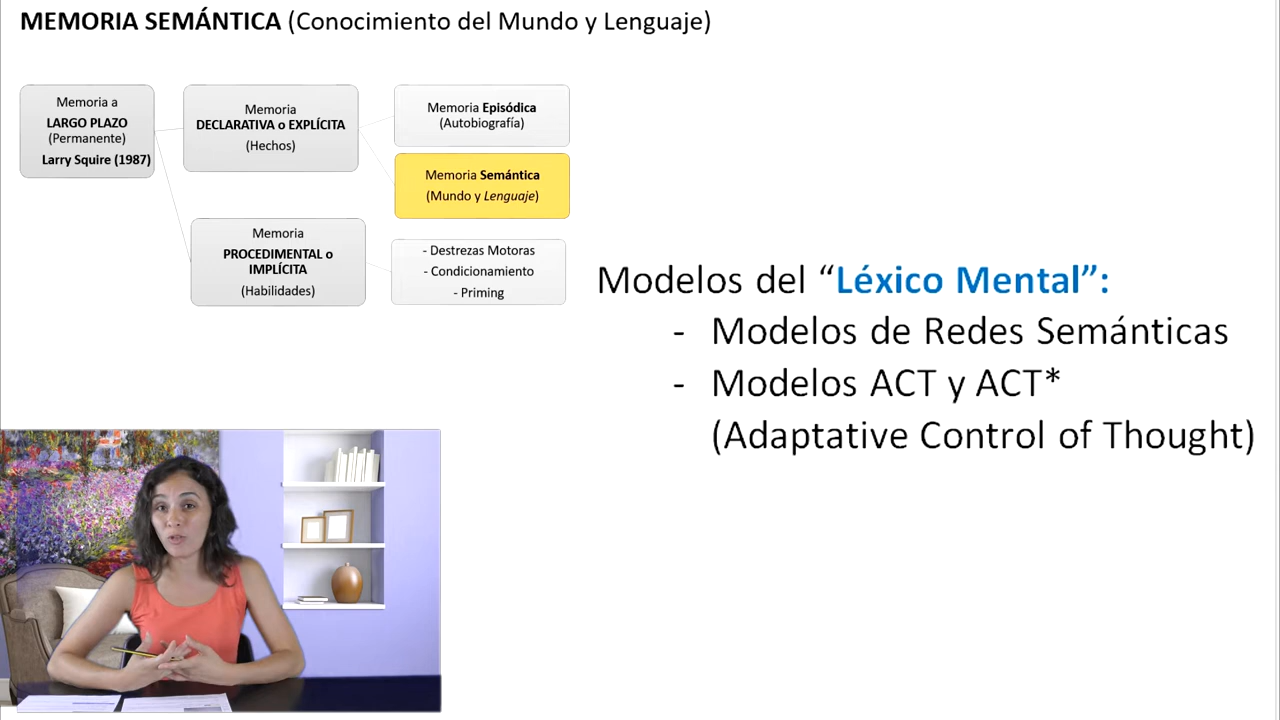 MEMORIA SEMÁNTICA (Conocimiento del Mundo y Lenguaje)
Memoria a
LARGO PLAZO
(Permanente)
Larry Squire (1987)
Memoria
DECLARATIVA o EXPLÍCITA
(Hechos)
Memoria Episódica
(Autobiografía)
Memoria Semántica
(Mundo y Lenguaje)
Memoria
PROCEDIMENTAL o
IMPLÍCITA
(Habilidades)
- Destrezas Motoras
- Condicionamiento
- Priming
Modelos del “Léxico Mental”:
- Modelos de Redes Semánticas
- Modelos ACT y ACT*
(Adaptative Control of Thought)